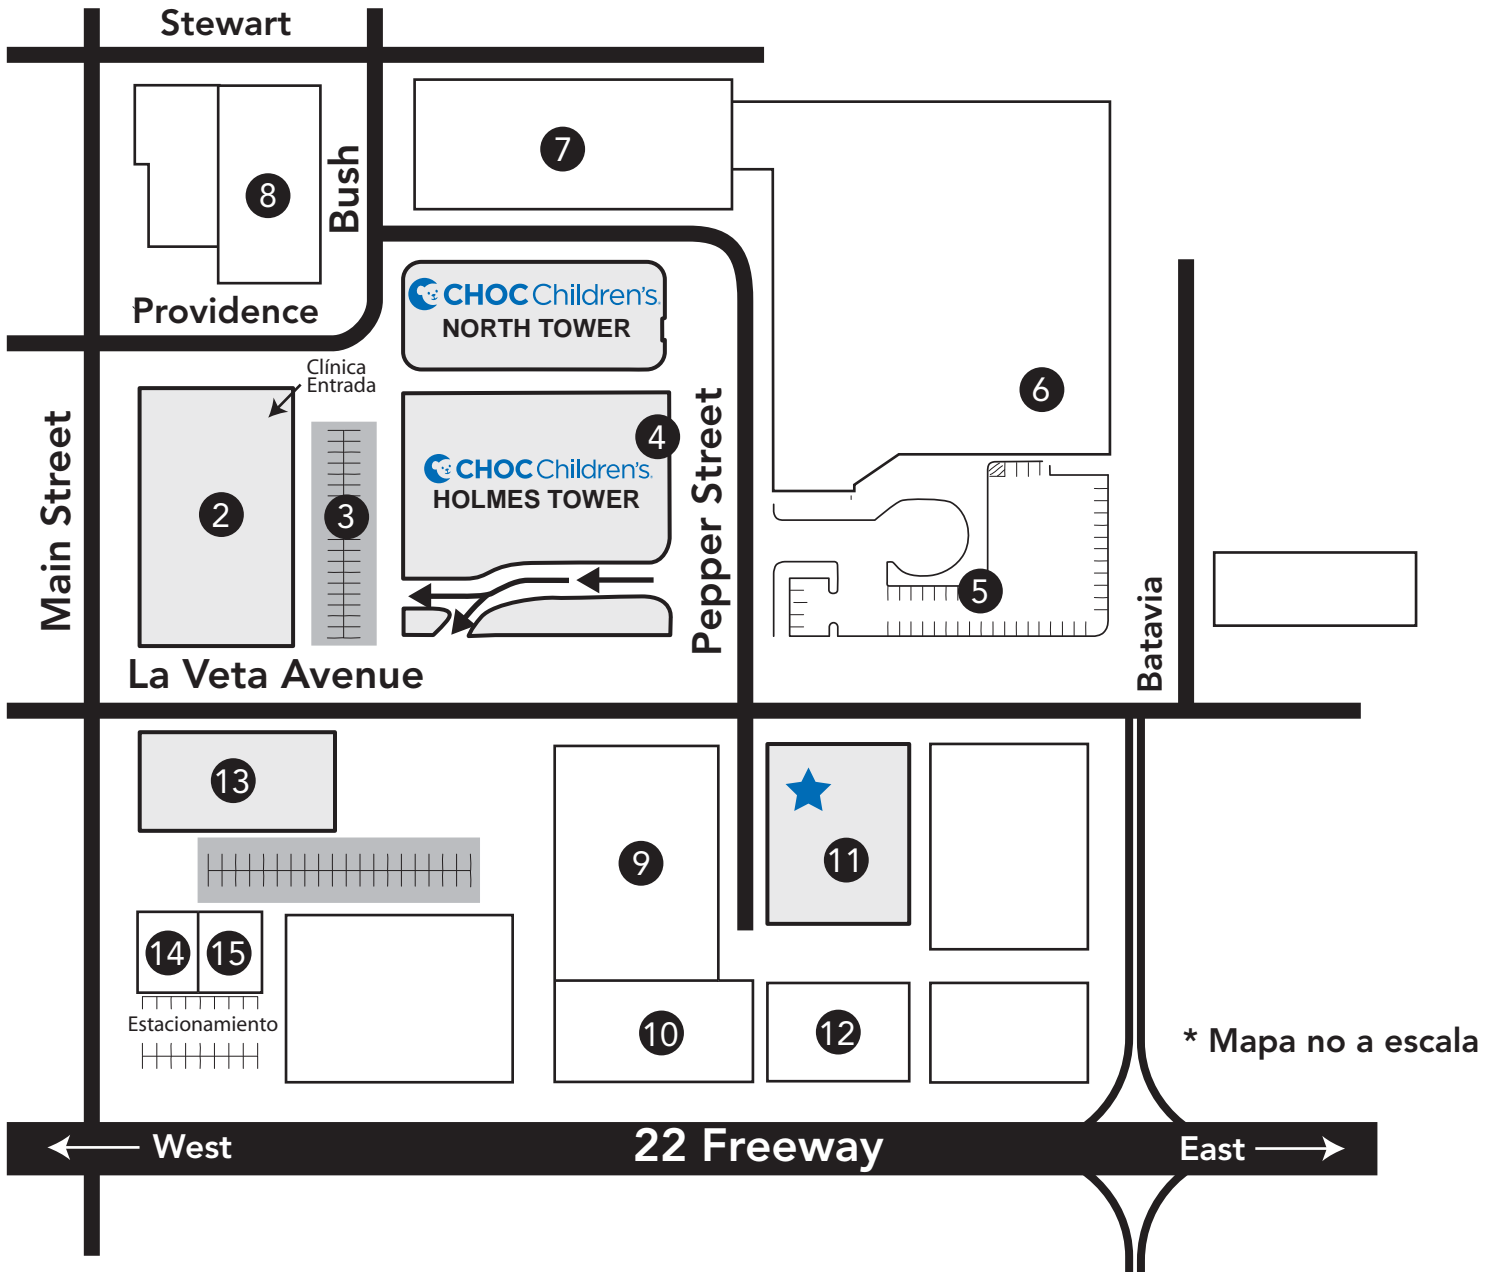 Stewart
Bush
7
8
CHOC Children's.
NORTH TOWER
Providence
Clínica
Entrada
6
4
CHOC Children's.
HOLMES TOWER
Main Street
2
3
Pepper Street
5
Batavia
La Veta Avenue
13
9
11
14
15
Estacionamiento
10
12
* Mapa no a escala
West
22 Freeway
East